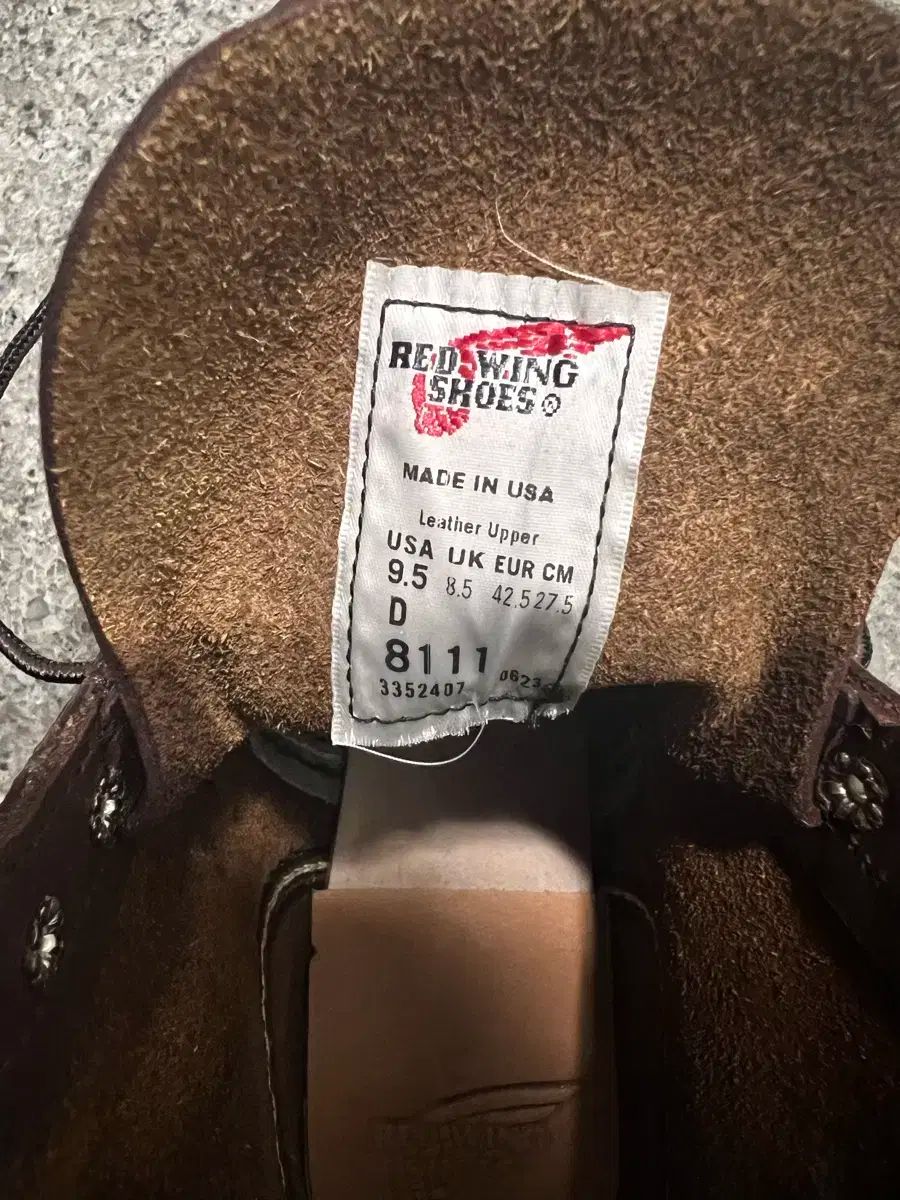 RED WING
SHOES®
MADE IN USA
Leather Upper
USA UK EUR CM
9.5 8.5 42.5 27.5
D
8111
3352407 0623